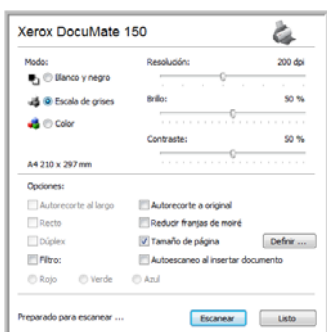 Xerox DocuMate 150
Modo:
Blanco y negro
Escala de grises
Color
A4 210 x 297 mm
Resolución: 200 dpi
Brillo: 50 %
Contraste: 50 %
Opciones:
Autorecorte al largo
Autorecorte a original
Recto
Reducir franjas de moiré
Dúplex
Tamaño de página
Definir ...
Filtro:
Autoescaneo al insertar documento
Rojo Verde Azul
Preparado para escanear ...
Escanear
Listo